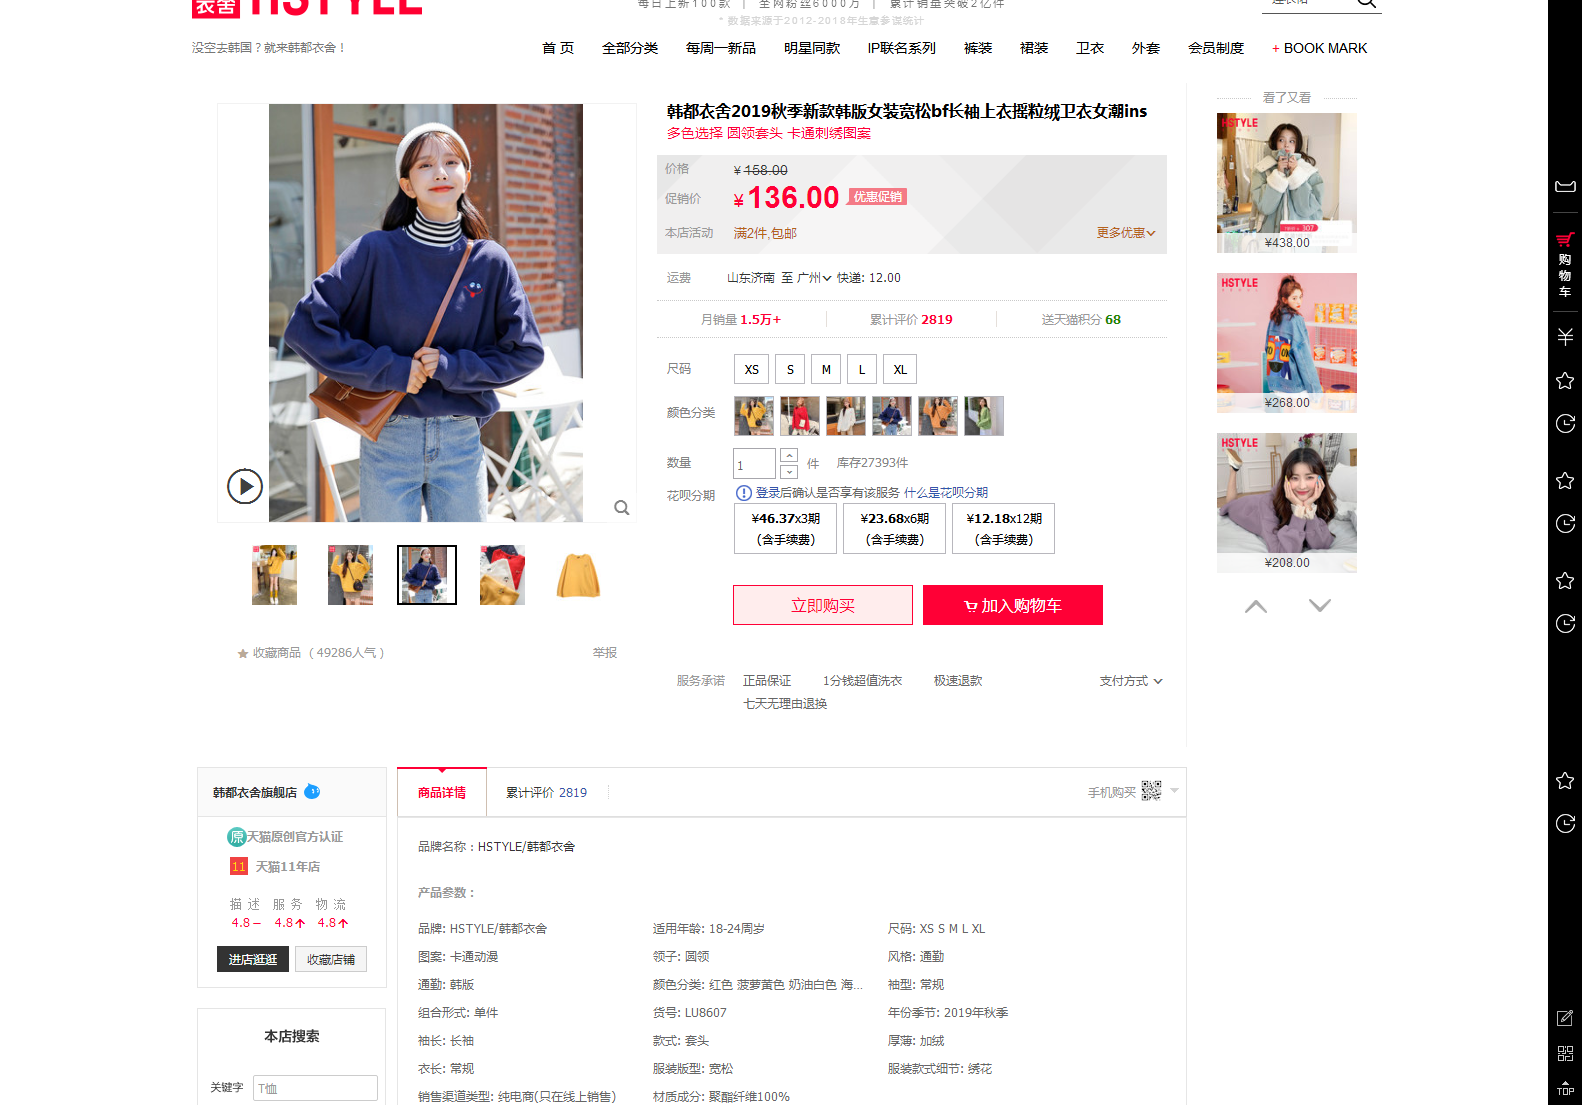 衣舍 HSTYLE
每日上新100款 | 全网粉丝6000万 | 累计销量突破2亿件
* 数据来源于2012-2018年生意参谋统计
没空去韩国？就来韩都衣舍！
首 页 全部分类 每周一新品 明星同款 IP联名系列 裤装 裙装 卫衣 外套 会员制度 + BOOK MARK
韩都衣舍2019秋季新款韩版女装宽松bf长袖上衣摇粒绒卫衣女潮ins
多色选择 圆领套头 卡通刺绣图案
价格 ¥158.00
促销价 ¥136.00 优惠促销
本店活动 满2件,包邮 更多优惠
运费 山东济南 至 广州 快递: 12.00
月销量 1.5万+ 累计评价 2819 送天猫积分 68
尺码 XS S M L XL
颜色分类
数量 1 件 库存27393件
花呗分期 登录后确认是否享有该服务 什么是花呗分期
¥46.37x3期 ¥23.68x6期 ¥12.18x12期
(含手续费) (含手续费) (含手续费)
立即购买 加入购物车
收藏商品 （49286人气） 举报
服务承诺 正品保证 1分钱超值洗衣 极速退款 支付方式
七天无理由退换
看了又看
HSTYLE
¥438.00
HSTYLE
¥268.00
HSTYLE
¥208.00
购物车
韩都衣舍旗舰店
原 天猫原创官方认证
11 天猫11年店
描 述 服 务 物 流
4.8 4.8 4.8
进店逛逛 收藏店铺
本店搜索
关键字 T恤
商品详情 累计评价 2819 手机购买
品牌名称：HSTYLE/韩都衣舍
产品参数：
品牌: HSTYLE/韩都衣舍 适用年龄: 18-24周岁 尺码: XS S M L XL
图案: 卡通动漫 领子: 圆领 风格: 通勤
通勤: 韩版 颜色分类: 红色 菠萝黄色 奶油白色 海... 袖型: 常规
组合形式: 单件 货号: LU8607 年份季节: 2019年秋季
袖长: 长袖 款式: 套头 厚薄: 加绒
衣长: 常规 服装版型: 宽松 服装款式细节: 绣花
销售渠道类型: 纯电商(只在线上销售) 材质成分: 聚酯纤维100%
TOP